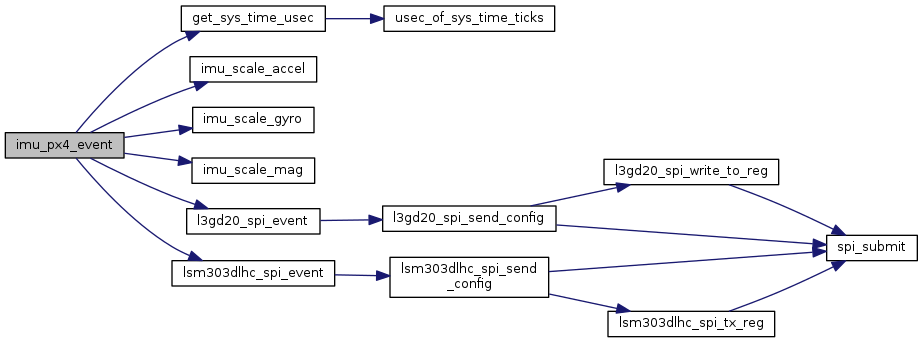 get_sys_time_usec
usec_of_sys_time_ticks
imu_scale_accel
imu_scale_gyro
imu_px4_event
imu_scale_mag
l3gd20_spi_write_to_reg
l3gd20_spi_event
l3gd20_spi_send_config
spi_submit
lsm303dlhc_spi_event
lsm303dlhc_spi_send
_config
lsm303dlhc_spi_tx_reg